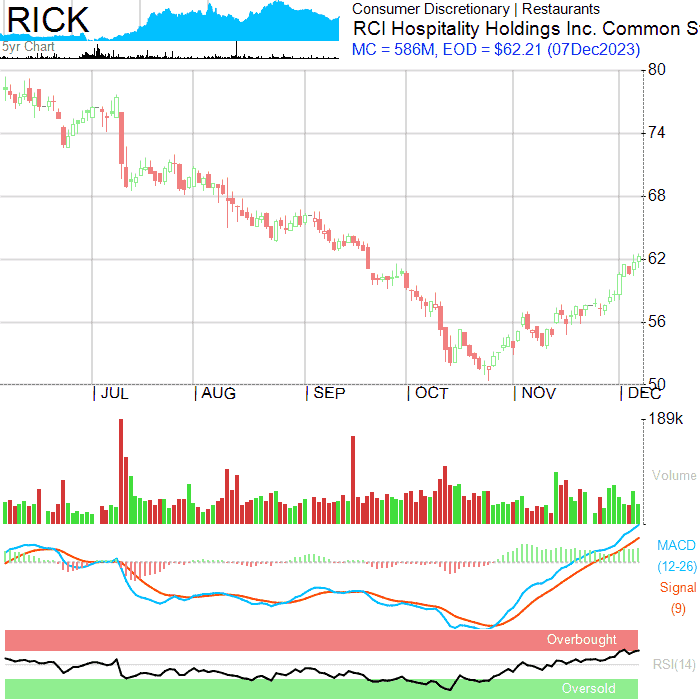 RICK
5yr Chart
Consumer Discretionary | Restaurants
RCI Hospitality Holdings Inc. Common S
MC = 586M, EOD = $62.21 (07Dec2023)
80
74
68
62
56
50
JUL AUG SEP OCT NOV DEC
189k
Volume
MACD
(12-26)
Signal
(9)
Overbought
RSI(14)
Oversold